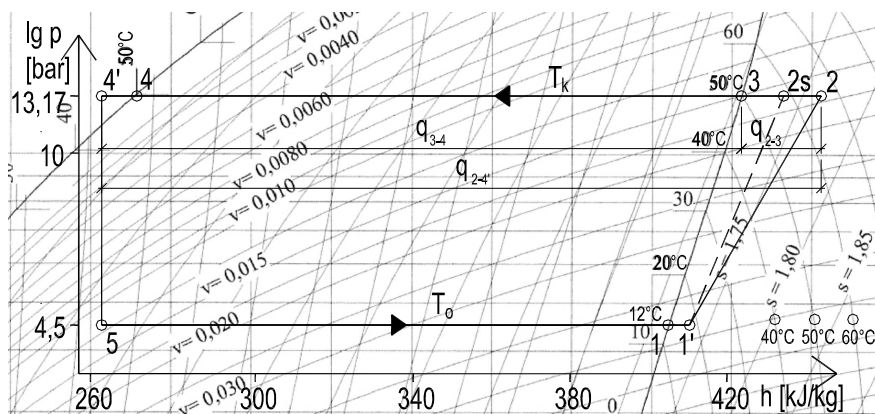 lg p
[bar]
50°C
v= 0,0040
60
4' 4
T_k
50°C 3 2s 2
13,17
40
v= 0,0060
q_3-4
40°C
q_2-3
10
v= 0,0080
q_2-4'
v= 0,010
30
s = 1,75
v= 0,015
20°C
s = 1,80
s = 1,85
T_o
12°C
4,5
5
v= 0,020
10
1 1'
40°C 50°C 60°C
260 300 340 380 420 h [kJ/kg]
v= 0,030
0